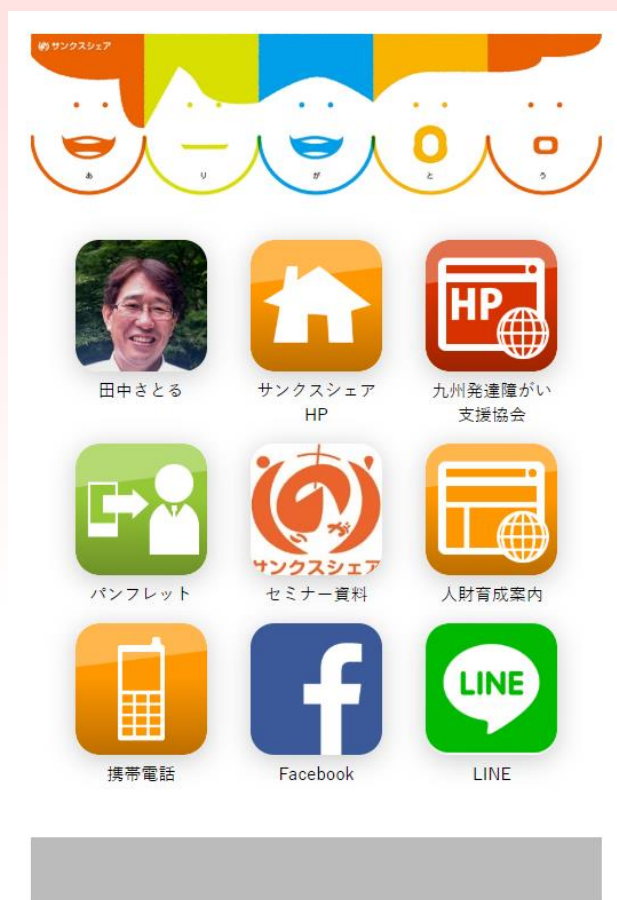 サンクスシェア
あ り が と う
田中さとる
サンクスシェア
HP
HP
九州発達障がい
支援協会
パンフレット
サンクスシェア
セミナー資料
人財育成案内
携帯電話
Facebook
LINE
LINE